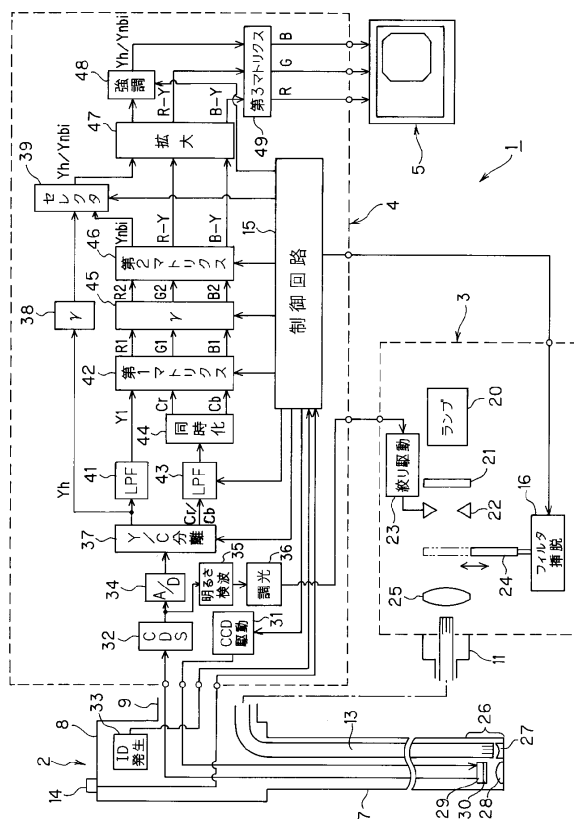 1
2
8
33
ID
発生
9
14
7
13
26
27
28
29
30
32
CDS
34
A/D
明るさ
検波
35
調光
36
CCD
駆動
31
37
Y/C分離
Yh
Cr/
Cb
41
LPF
43
LPF
Y1
44
同時化
Cr
Cb
42
第1マトリクス
R1
G1
B1
38
γ
45
γ
R2
G2
B2
46
第2マトリクス
Ynbi
R-Y
B-Y
39
セレクタ
Yh/Ynbi
47
拡大
R-Y
B-Y
48
強調
Yh/Ynbi
49
第3マトリクス
R
G
B
5
4
15
制御回路
3
20
ランプ
21
22
23
絞り駆動
24
25
16
フィルタ
挿脱
11